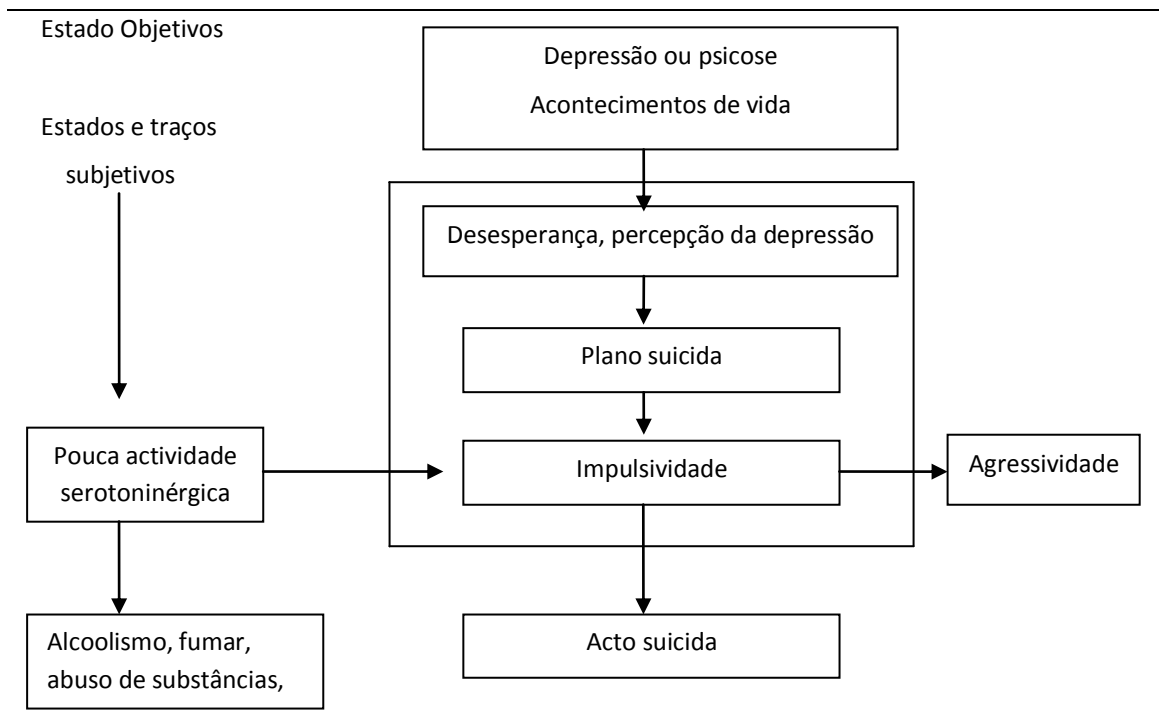 Estado Objetivos
Depressão ou psicose
Acontecimentos de vida
Estados e traços
subjetivos
Desesperança, percepção da depressão
Plano suicida
Pouca actividade
serotoninérgica
Impulsividade
Agressividade
Alcoolismo, fumar,
abuso de substâncias,
Acto suicida